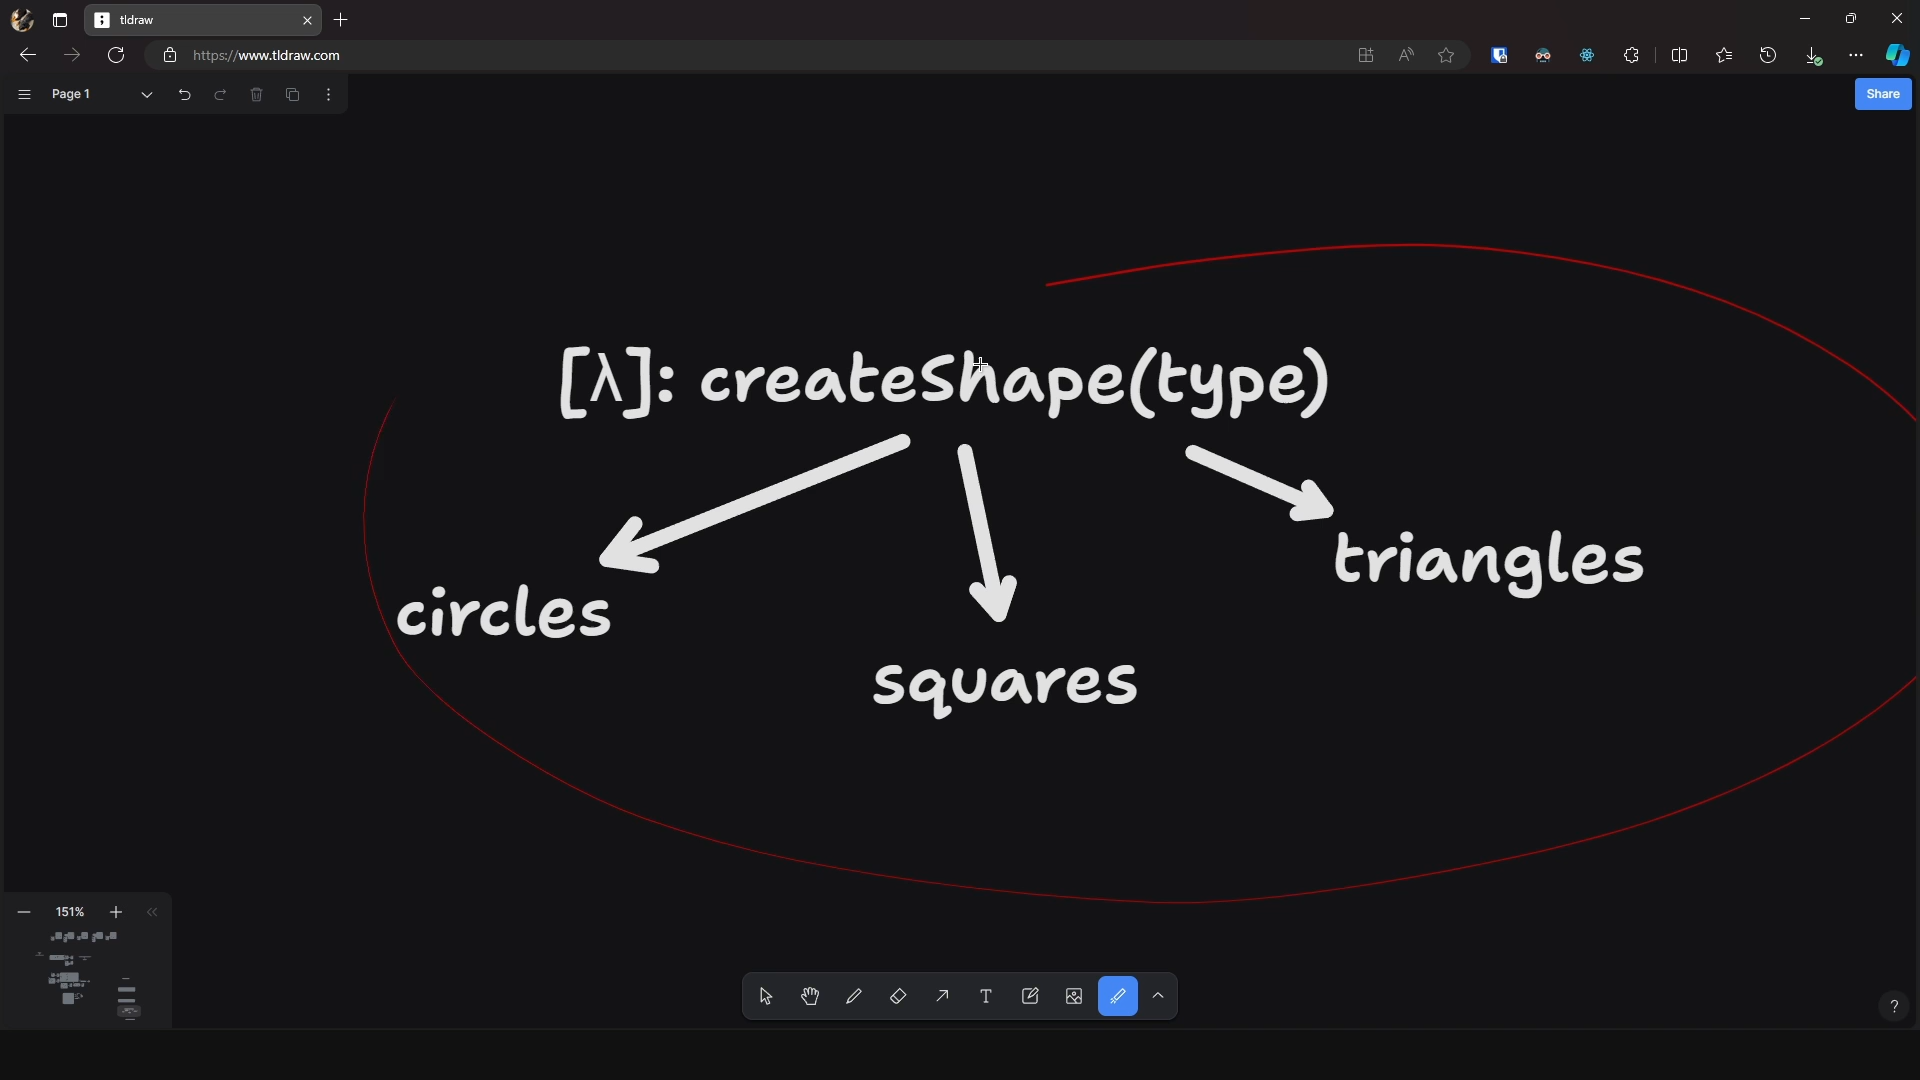 tldraw
https://www.tldraw.com
Page 1
Share
[λ]: createShape(type)
circles
squares
triangles
151%
T
?